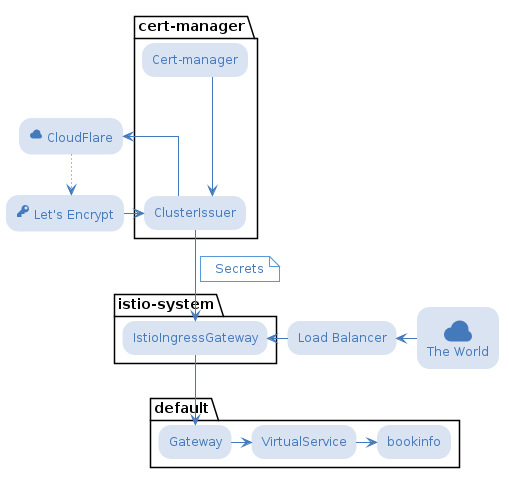 cert-manager
Cert-manager
CloudFlare
Let's Encrypt
ClusterIssuer
Secrets
istio-system
IstioIngressGateway
Load Balancer
The World
default
Gateway
VirtualService
bookinfo